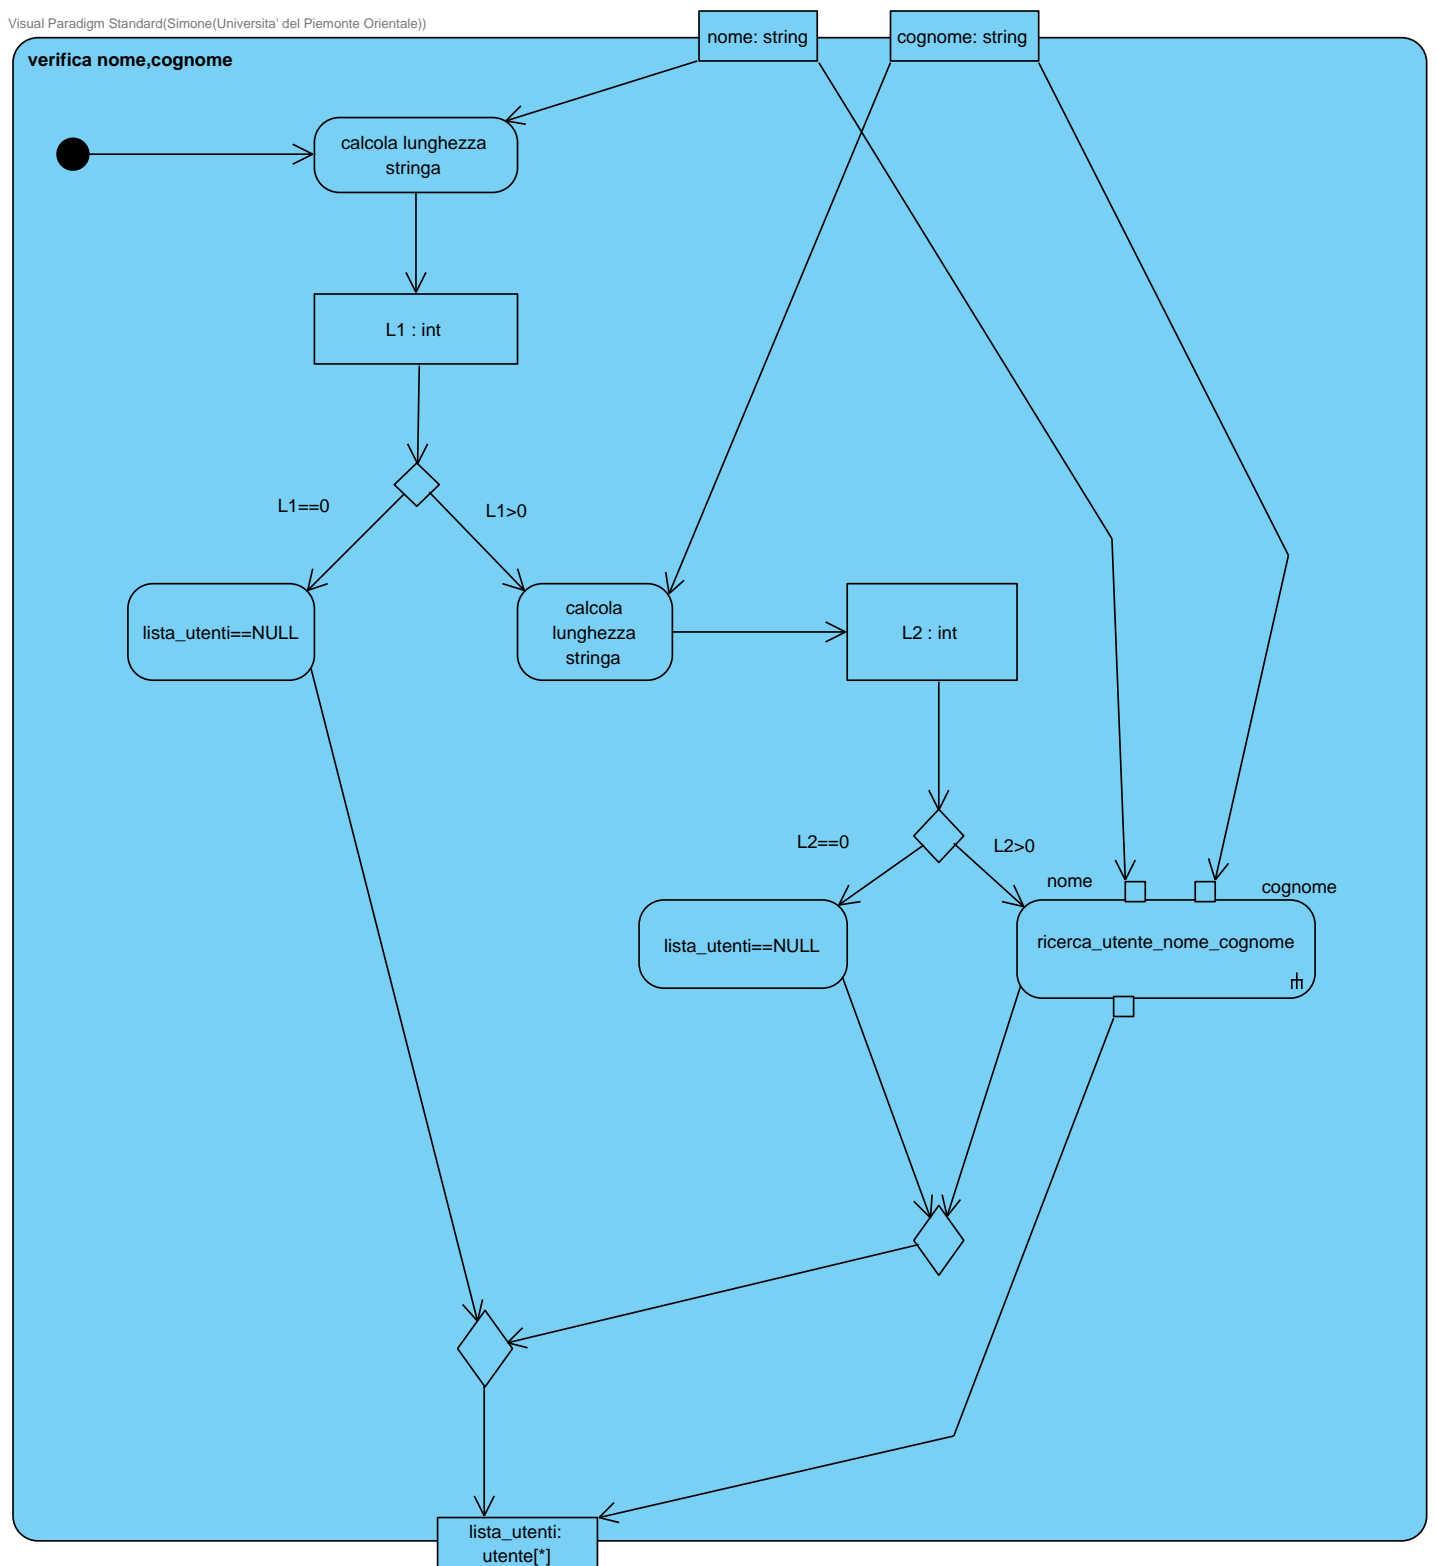 Visual Paradigm Standard(Simone(Universita' del Piemonte Orientale))
nome: string
cognome: string
verifica nome,cognome
calcola lunghezza
stringa
L1 : int
L1==0
L1>0
lista_utenti==NULL
calcola
lunghezza
stringa
L2 : int
L2==0
L2>0
nome
cognome
lista_utenti==NULL
ricerca_utente_nome_cognome
lista_utenti:
utente[*]